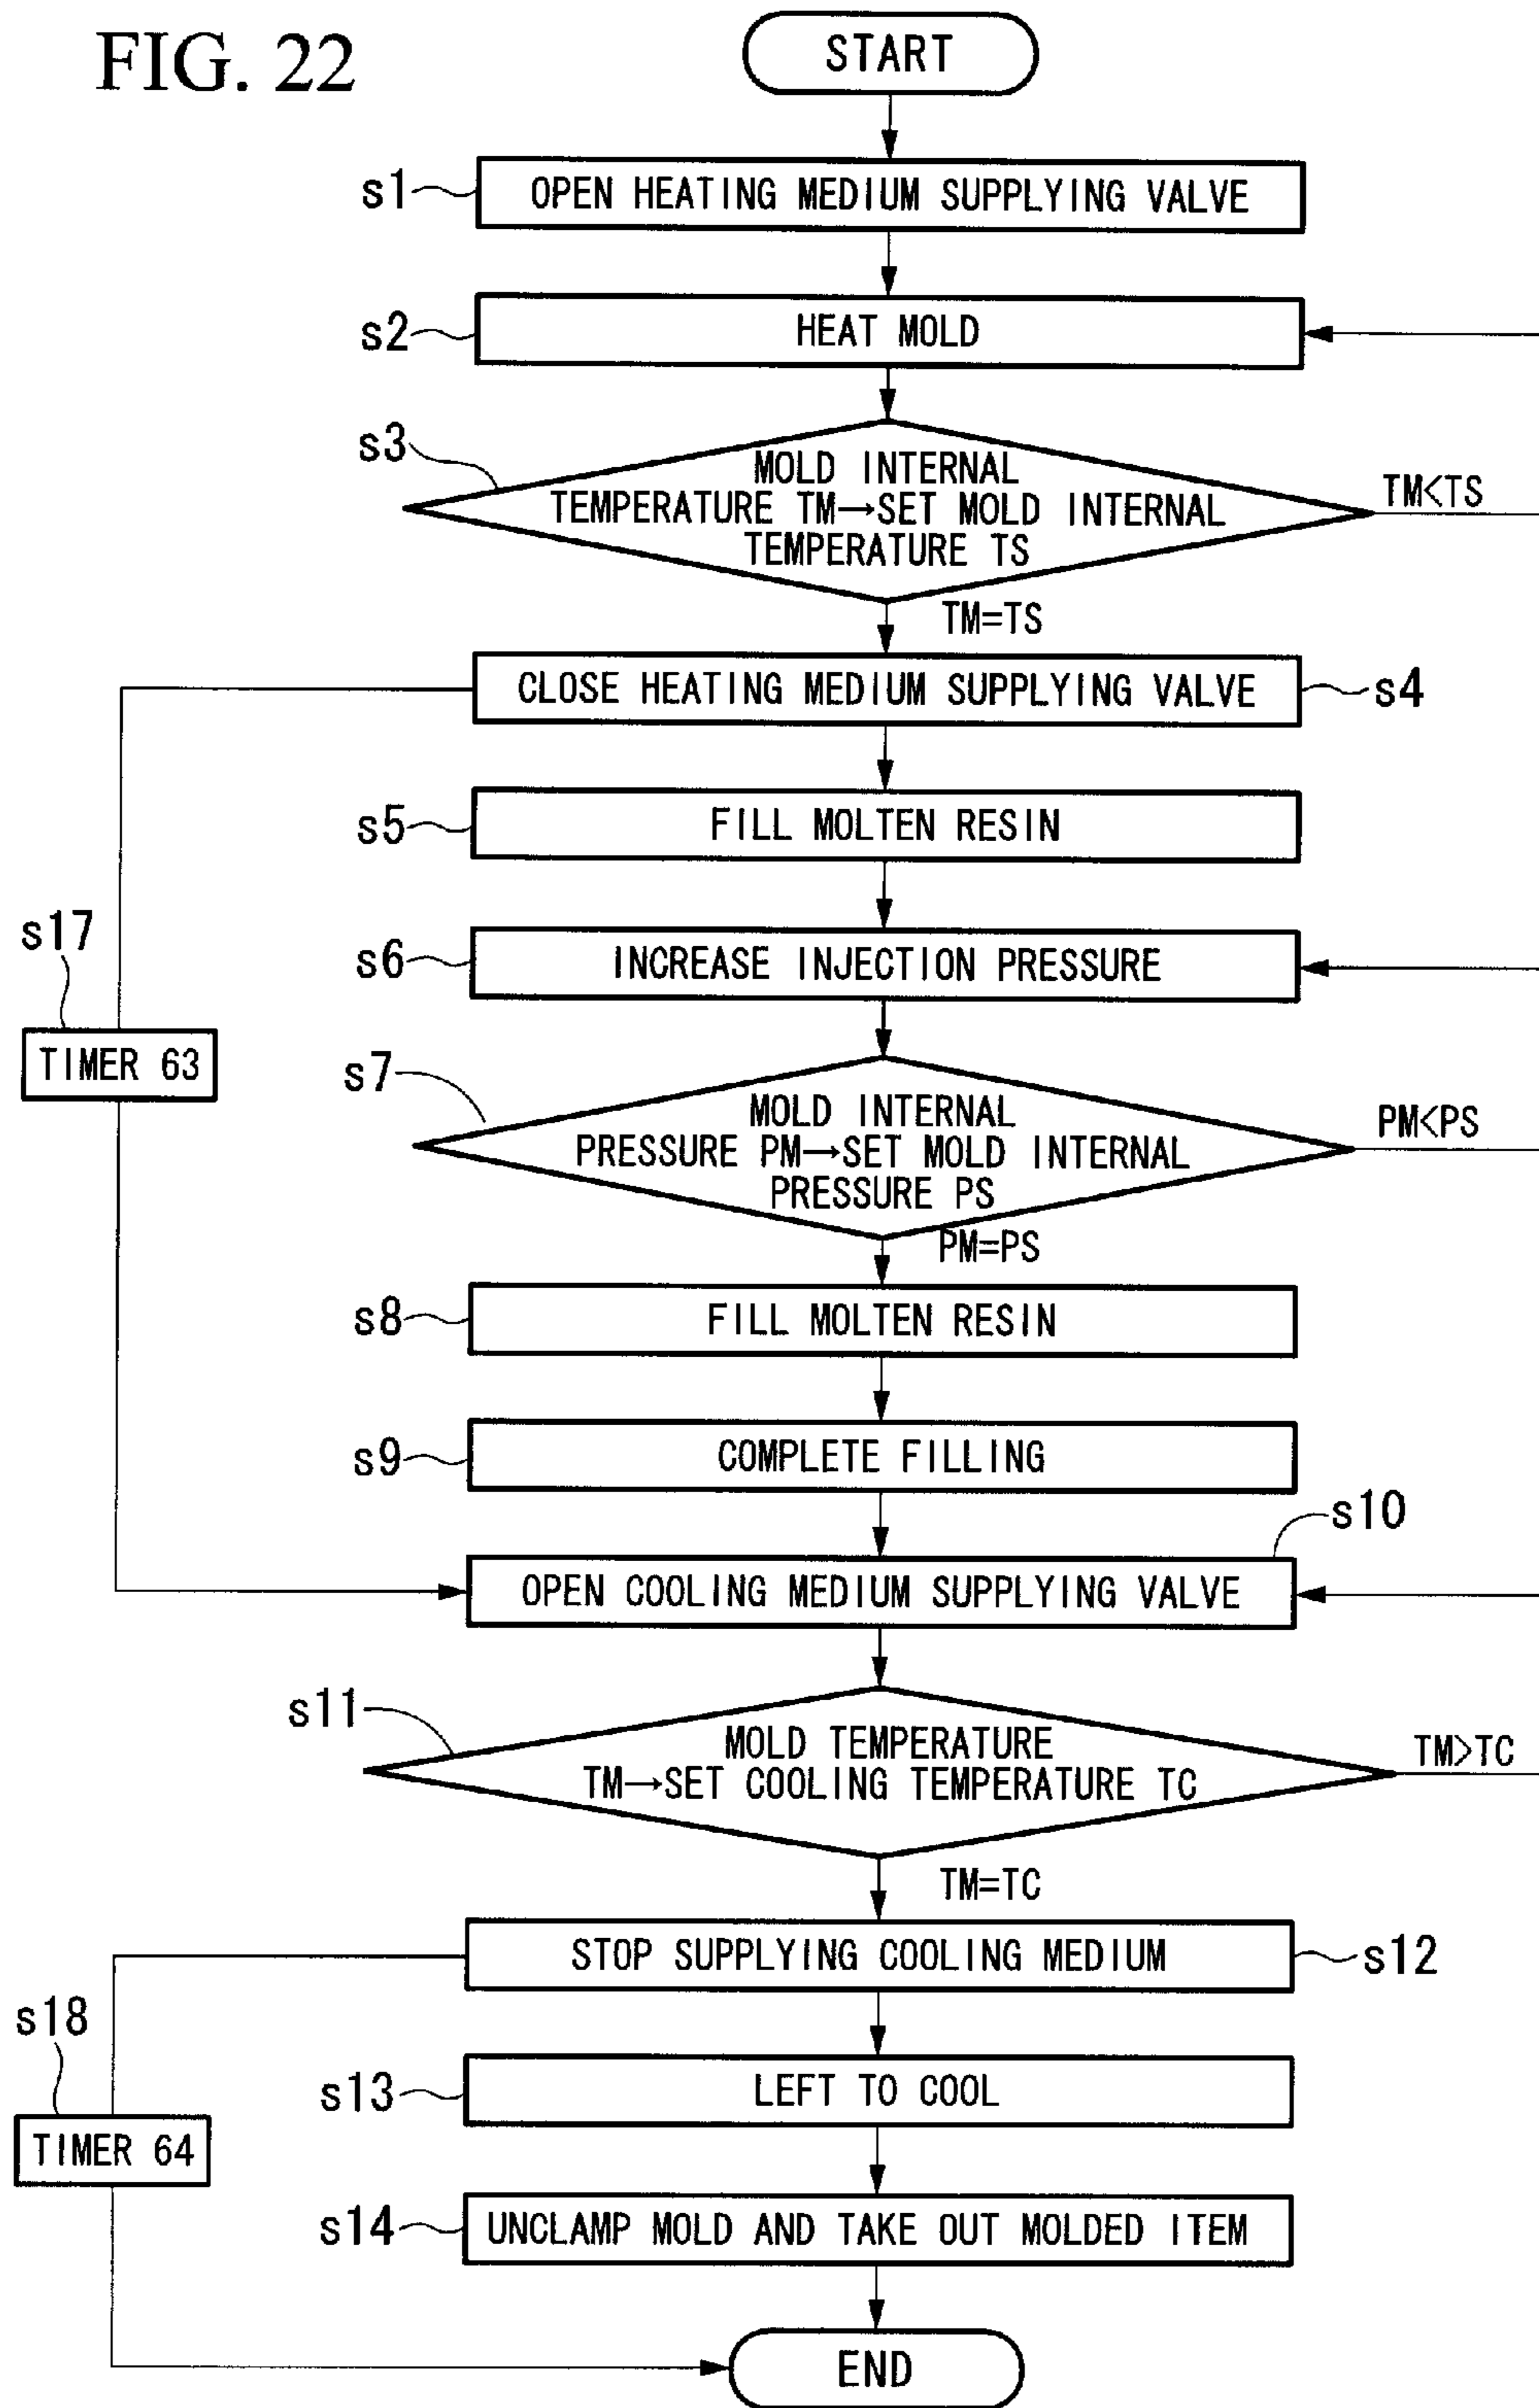 FIG. 22
START
s1
OPEN HEATING MEDIUM SUPPLYING VALVE
s2
HEAT MOLD
s3
MOLD INTERNAL
TEMPERATURE TM→SET MOLD INTERNAL
TEMPERATURE TS
TM<TS
TM=TS
CLOSE HEATING MEDIUM SUPPLYING VALVE
s4
s5
FILL MOLTEN RESIN
s17
s6
INCREASE INJECTION PRESSURE
TIMER 63
s7
MOLD INTERNAL
PRESSURE PM→SET MOLD INTERNAL
PRESSURE PS
PM<PS
PM=PS
s8
FILL MOLTEN RESIN
s9
COMPLETE FILLING
s10
OPEN COOLING MEDIUM SUPPLYING VALVE
s11
MOLD TEMPERATURE
TM→SET COOLING TEMPERATURE TC
TM>TC
TM=TC
STOP SUPPLYING COOLING MEDIUM
s12
s18
s13
LEFT TO COOL
TIMER 64
s14
UNCLAMP MOLD AND TAKE OUT MOLDED ITEM
END